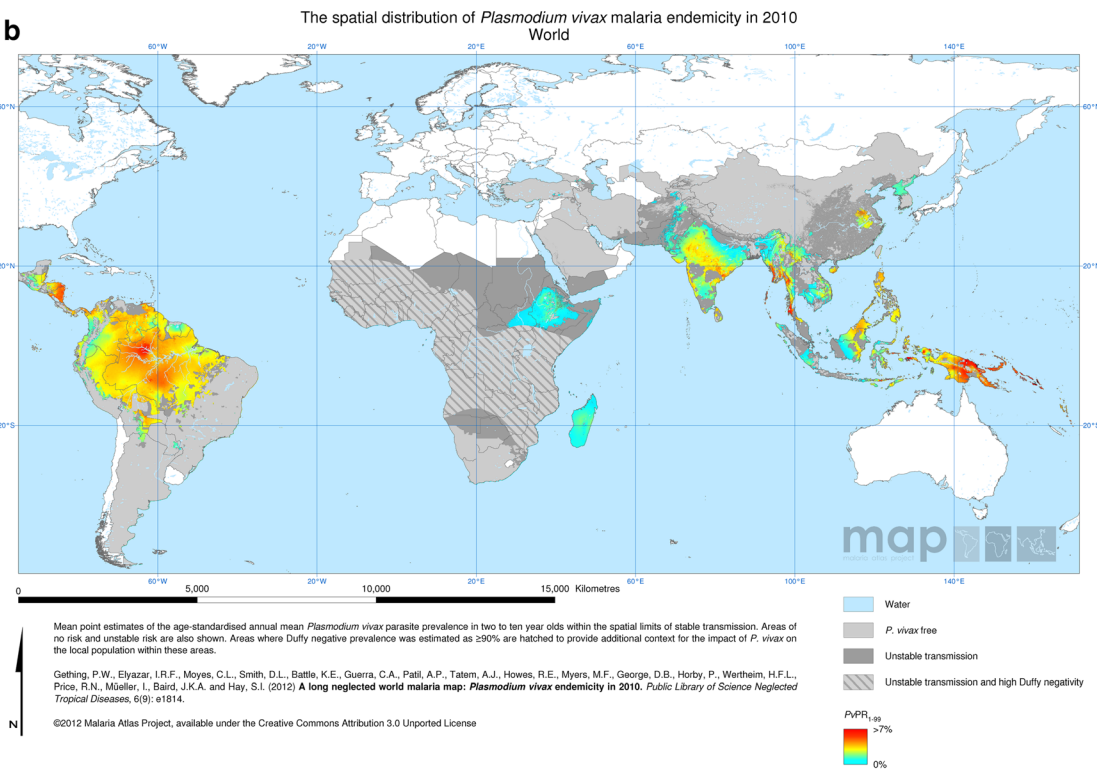 b
The spatial distribution of Plasmodium vivax malaria endemicity in 2010
World
60°W 20°W 20°E 60°E 100°E 140°E
60°N
20°N 20°N
20°S
60°W 20°W 20°E 60°E 100°E 140°E
map
malaria atlas project
0 5,000 10,000 15,000 Kilometres
Mean point estimates of the age-standardised annual mean Plasmodium vivax parasite prevalence in two to ten year olds within the spatial limits of stable transmission. Areas of
no risk and unstable risk are also shown. Areas where Duffy negative prevalence was estimated as ≥90% are hatched to provide additional context for the impact of P. vivax on
the local population within these areas.
Gething, P.W., Elyazar, I.R.F., Moyes, C.L., Smith, D.L., Battle, K.E., Guerra, C.A., Patil, A.P., Tatem, A.J., Howes, R.E., Myers, M.F., George, D.B., Horby, P., Wertheim, H.F.L.,
Price, R.N., Müeller, I., Baird, J.K.A. and Hay, S.I. (2012) A long neglected world malaria map: Plasmodium vivax endemicity in 2010. Public Library of Science Neglected
Tropical Diseases, 6(9): e1814.
©2012 Malaria Atlas Project, available under the Creative Commons Attribution 3.0 Unported License
N
Water
P. vivax free
Unstable transmission
Unstable transmission and high Duffy negativity
PvPR1-99
>7%
0%